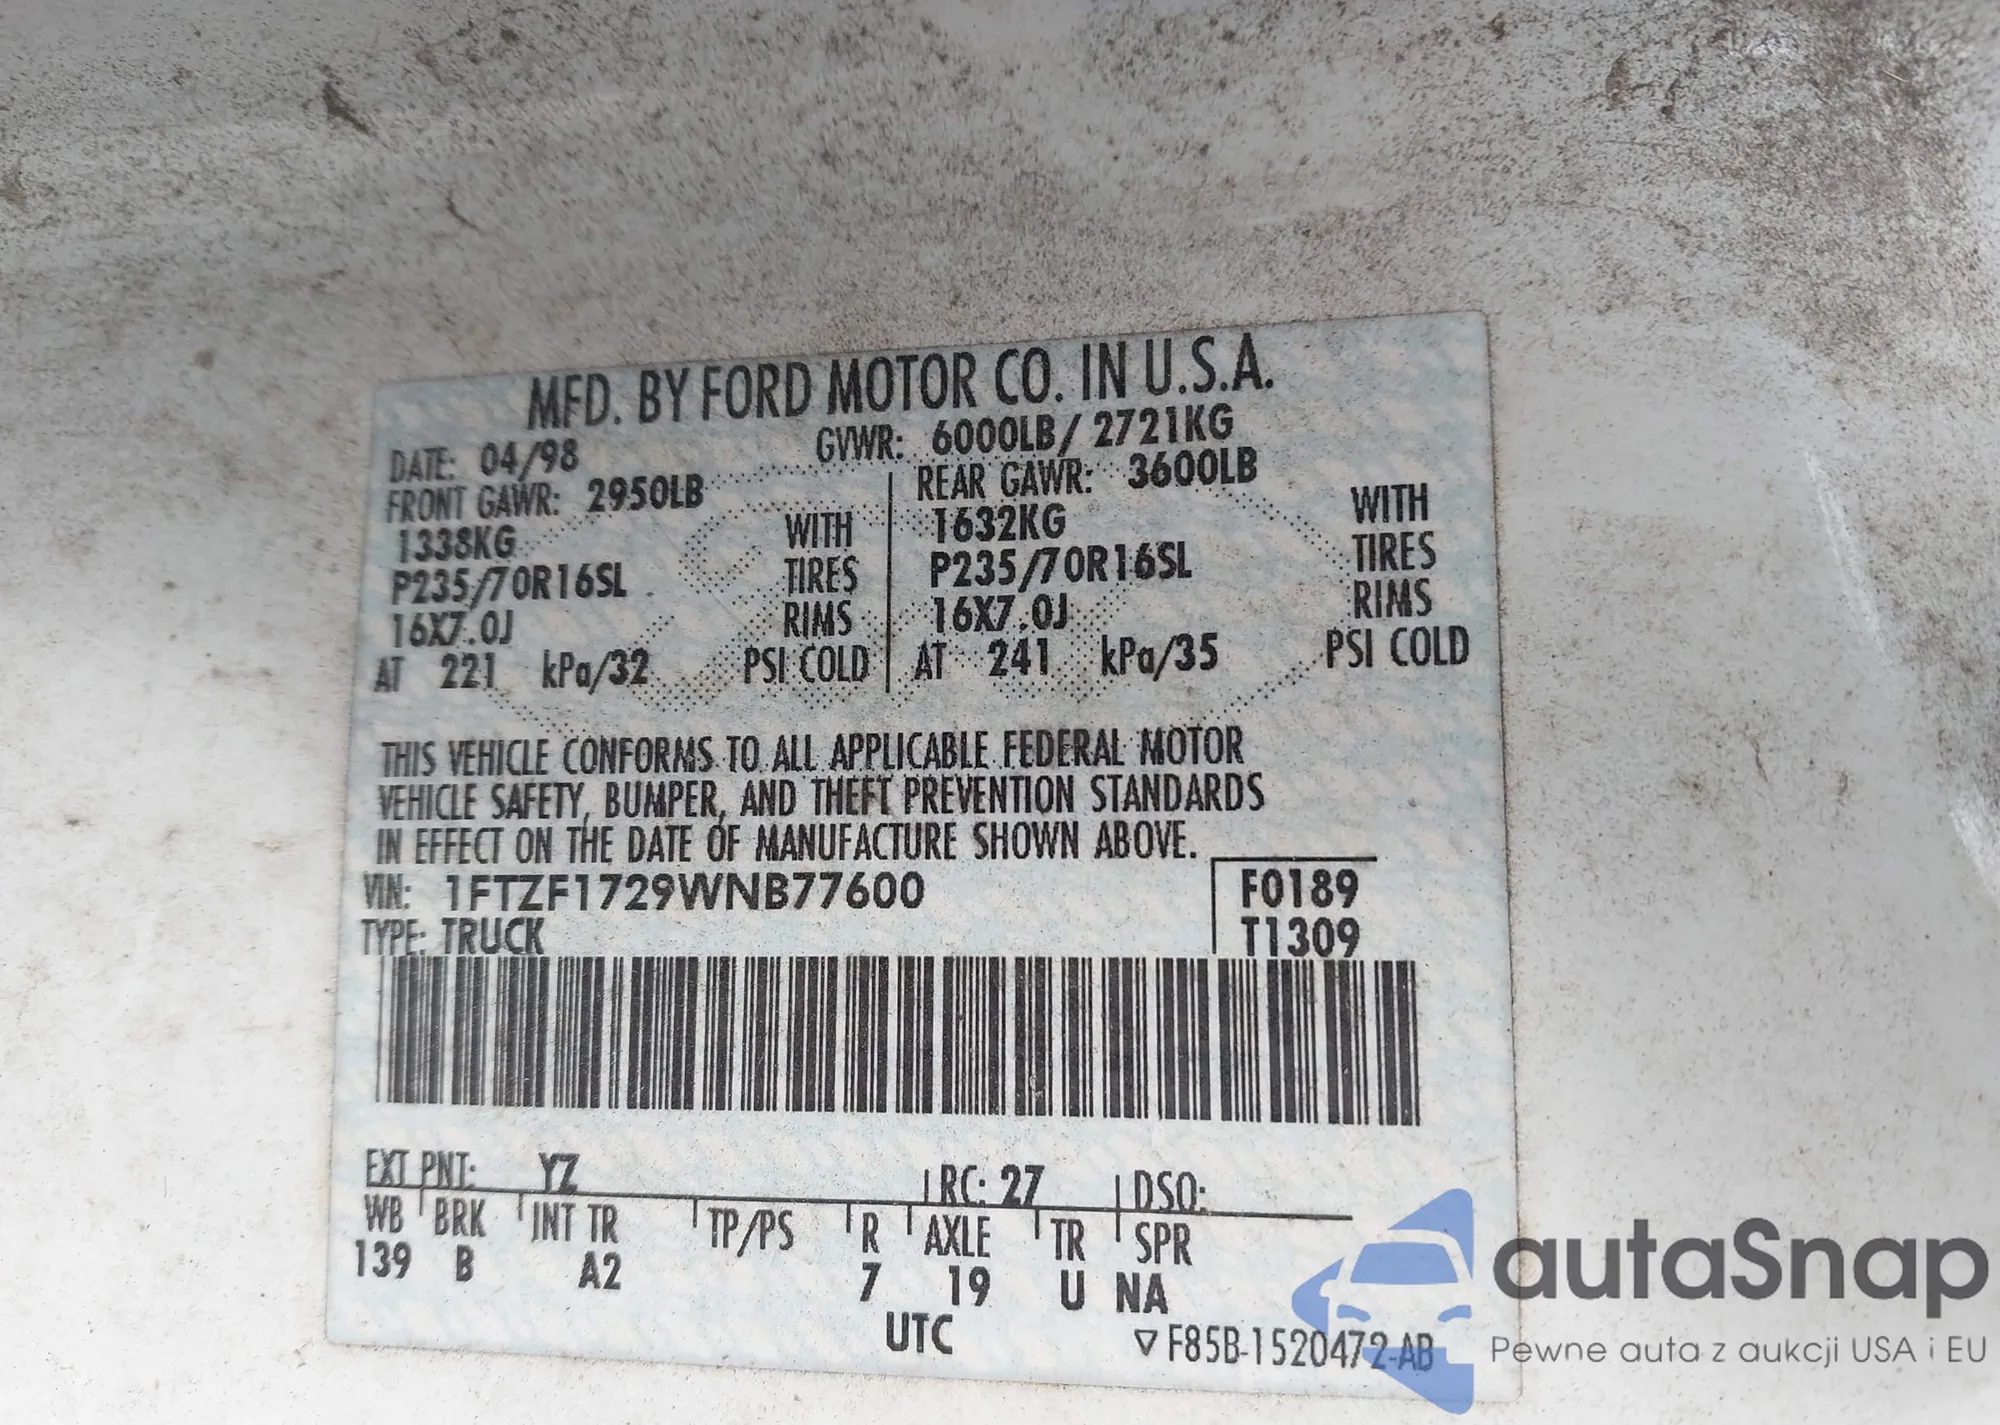 MFD. BY FORD MOTOR CO. IN U.S.A.
DATE: 04/98 GVWR: 6000LB/ 2721KG
FRONT GAWR: 2950LB REAR GAWR: 3600LB
1338KG WITH 1632KG WITH
P235/70R16SL TIRES P235/70R16SL TIRES
16X7.0J RIMS 16X7.0J RIMS
AT 221 kPa/32 PSI COLD AT 241 kPa/35 PSI COLD
THIS VEHICLE CONFORMS TO ALL APPLICABLE FEDERAL MOTOR
VEHICLE SAFETY, BUMPER, AND THEFT PREVENTION STANDARDS
IN EFFECT ON THE DATE OF MANUFACTURE SHOWN ABOVE.
VIN: 1FTZF1729WNB77600 F0189
TYPE: TRUCK T1309
EXT PNT: YZ RC: 27 DSO:
WB BRK INT TR TP/PS R AXLE TR SPR
139 B A2 7 19 U NA
UTC ▽F85B-1520472-AB
autaSnap
Pewne auta z aukcji USA i EU